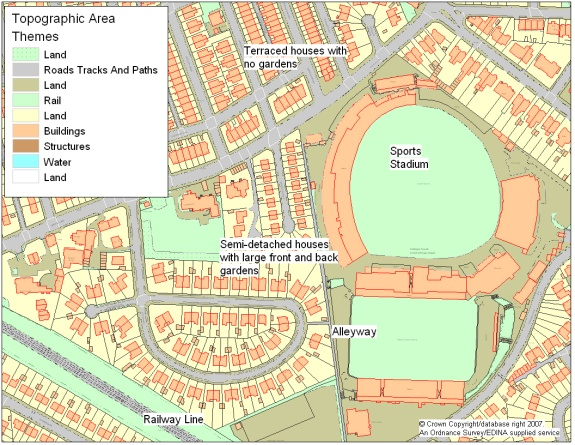 Topographic Area
Themes
Land
Roads Tracks And Paths
Land
Rail
Land
Buildings
Structures
Water
Land
Terraced houses with
no gardens
Sports
Stadium
Semi-detached houses
with large front and back
gardens
Alleyway
Railway Line
© Crown Copyright/database right 2007.
An Ordnance Survey/EDINA supplied service